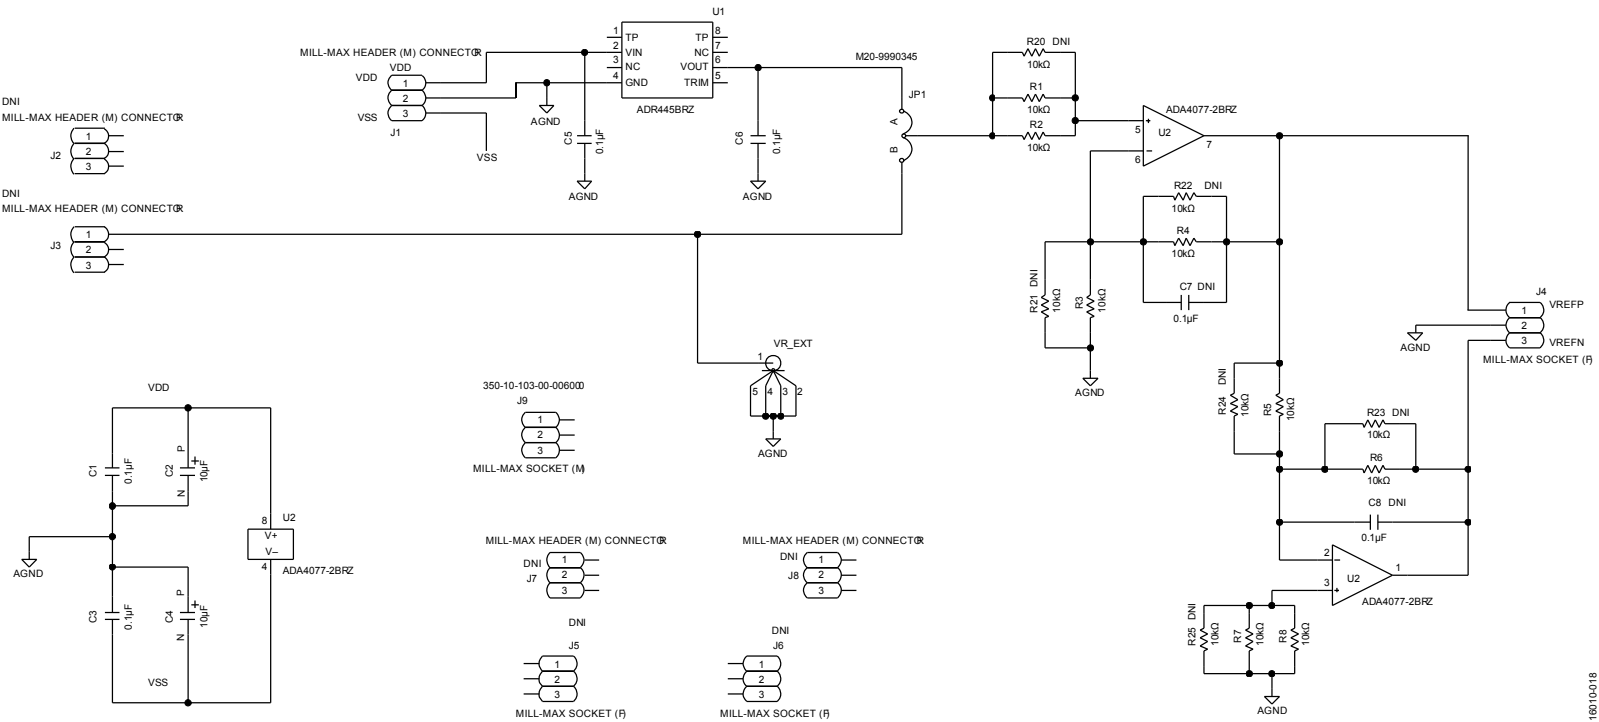 U1
MILL-MAX HEADER (M) CONNECTOR
VDD
VDD
1
2
3
VSS
J1
VSS
1 TP
2 VIN
3 NC
4 GND
TP 8
NC 7
VOUT 6
TRIM 5
ADR445BRZ
AGND
C5
0.1µF
AGND
C6
0.1µF
AGND
M20-9990345
JP1
A
B
R20 DNI
10kΩ
R1
10kΩ
R2
10kΩ
ADA4077-2BRZ
5
+
U2
6
–
7
DNI
MILL-MAX HEADER (M) CONNECTOR
J2
1
2
3
DNI
MILL-MAX HEADER (M) CONNECTOR
J3
1
2
3
R22 DNI
10kΩ
R4
10kΩ
C7 DNI
0.1µF
R21 DNI
10kΩ
R3
10kΩ
AGND
J4
1
2
3
VREFP
VREFN
AGND
MILL-MAX SOCKET (F)
VR_EXT
1
5
4
3
2
AGND
350-10-103-00-006000
J9
1
2
3
MILL-MAX SOCKET (M)
R24 DNI
10kΩ
R5
10kΩ
R23 DNI
10kΩ
R6
10kΩ
C8 DNI
0.1µF
2
–
3
+
U2
1
ADA4077-2BRZ
R25 DNI
10kΩ
R7
10kΩ
R8
10kΩ
AGND
VDD
C1
0.1µF
C2
P
+
10µF
N
8
U2
V+
V–
4
ADA4077-2BRZ
AGND
C3
0.1µF
C4
P
+
10µF
N
VSS
MILL-MAX HEADER (M) CONNECTOR
DNI
J7
1
2
3
MILL-MAX HEADER (M) CONNECTOR
DNI
J8
1
2
3
DNI
J5
1
2
3
MILL-MAX SOCKET (F)
DNI
J6
1
2
3
MILL-MAX SOCKET (F)
16010-018